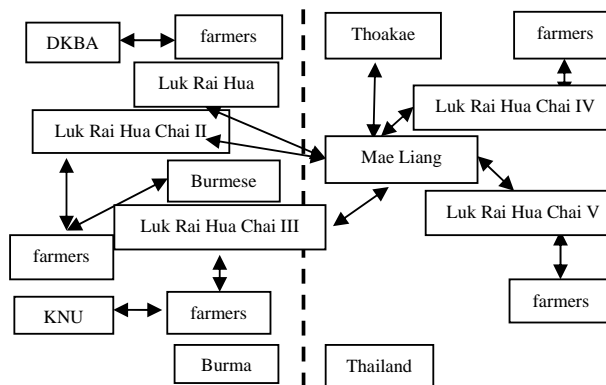 DKBA
farmers
Thoakae
farmers
Luk Rai Hua
Luk Rai Hua Chai IV
Luk Rai Hua Chai II
Mae Liang
Burmese
Luk Rai Hua Chai III
Luk Rai Hua Chai V
farmers
KNU
farmers
farmers
Burma
Thailand